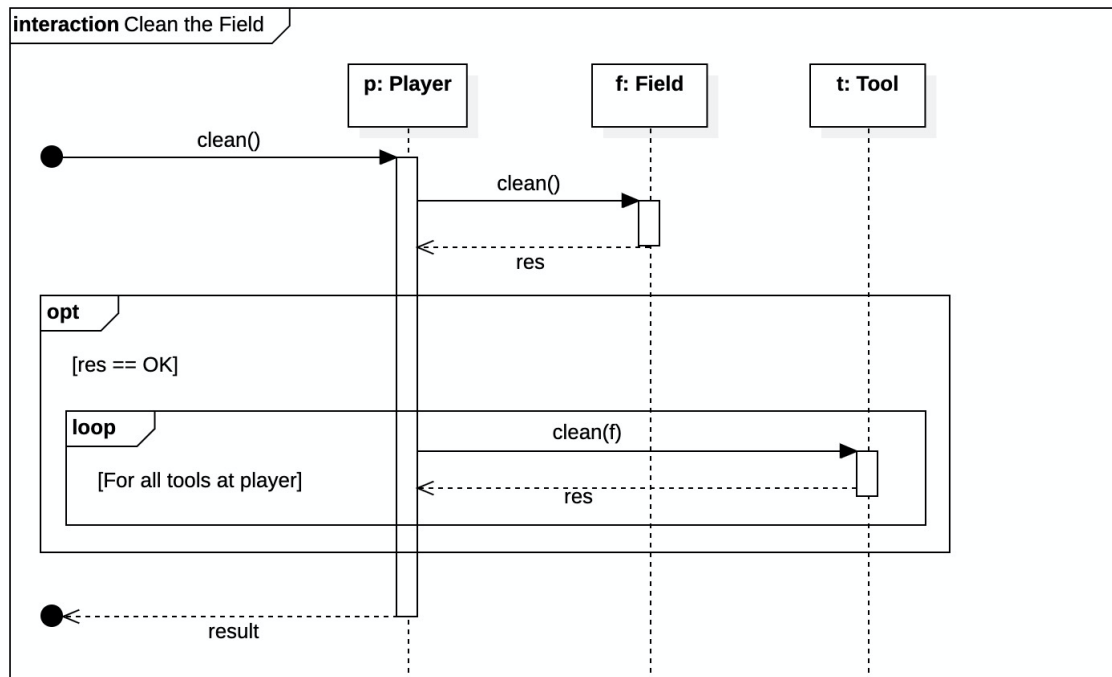 interaction Clean the Field
p: Player
f: Field
t: Tool
clean()
clean()
res
opt
[res == OK]
loop
clean(f)
[For all tools at player]
res
result